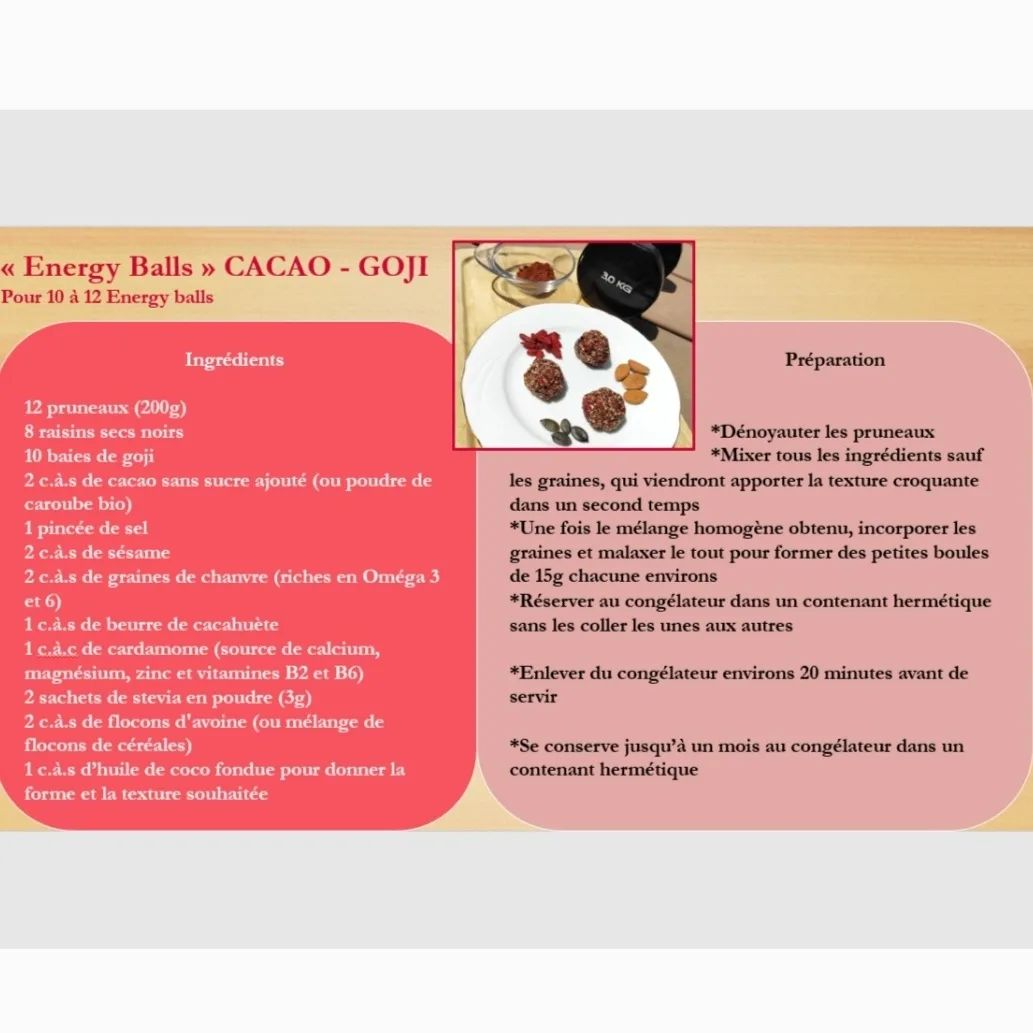 « Energy Balls » CACAO - GOJI
Pour 10 à 12 Energy balls
3.0 KG
Ingrédients
12 pruneaux (200g)
8 raisins secs noirs
10 baies de goji
2 c.à.s de cacao sans sucre ajouté (ou poudre de
caroube bio)
1 pincée de sel
2 c.à.s de sésame
2 c.à.s de graines de chanvre (riches en Oméga 3
et 6)
1 c.à.s de beurre de cacahuète
1 c.à.c de cardamome (source de calcium,
magnésium, zinc et vitamines B2 et B6)
2 sachets de stevia en poudre (3g)
2 c.à.s de flocons d'avoine (ou mélange de
flocons de céréales)
1 c.à.s d’huile de coco fondue pour donner la
forme et la texture souhaitée
Préparation
*Dénoyauter les pruneaux
*Mixer tous les ingrédients sauf
les graines, qui viendront apporter la texture croquante
dans un second temps
*Une fois le mélange homogène obtenu, incorporer les
graines et malaxer le tout pour former des petites boules
de 15g chacune environs
*Réserver au congélateur dans un contenant hermétique
sans les coller les unes aux autres
*Enlever du congélateur environs 20 minutes avant de
servir
*Se conserve jusqu’à un mois au congélateur dans un
contenant hermétique